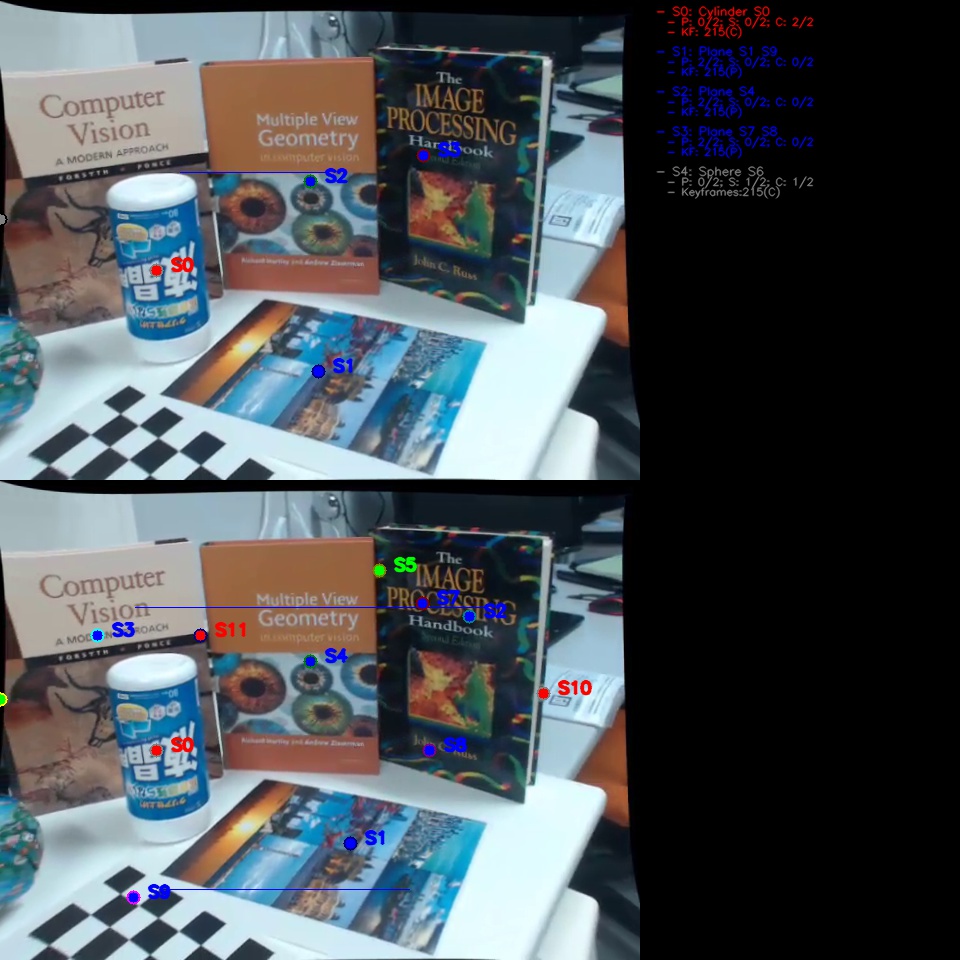 S0: Cylinder S0
P: 0/2; S: 0/2; C: 2/2
KF: 215(C)
S1: Plane S1 S9
P: 2/2; S: 0/2; C: 0/2
KF: 215(P)
S2: Plane S4
P: 2/2; S: 0/2; C: 0/2
KF: 215(P)
S3: Plane S7 S8
P: 2/2; S: 0/2; C: 0/2
KF: 215(P)
S4: Sphere S6
P: 0/2; S: 1/2; C: 1/2
Keyframes:215(C)
Computer
Vision
A MODERN APPROACH
FORSYTH PONCE
Multiple View
Geometry
in computer vision
Richard Hartley and Andrew Zisserman
The
IMAGE
PROCESSING
Handbook
John C. Russ
S2
S0
S1
Computer
Vision
FORSYTH PONCE
Multiple View
Geometry
in computer vision
Richard Hartley and Andrew Zisserman
The
IMAGE
PROCESSING
Handbook
Second Edition
S5
S7
S2
S3
S11
S4
S10
S0
S8
S1
S9